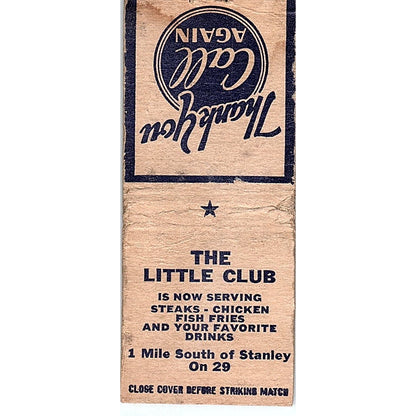 Thank You
Call
AGAIN
THE
LITTLE CLUB
IS NOW SERVING
STEAKS - CHICKEN
FISH FRIES
AND YOUR FAVORITE
DRINKS
1 Mile South of Stanley
On 29
CLOSE COVER BEFORE STRIKING MATCH